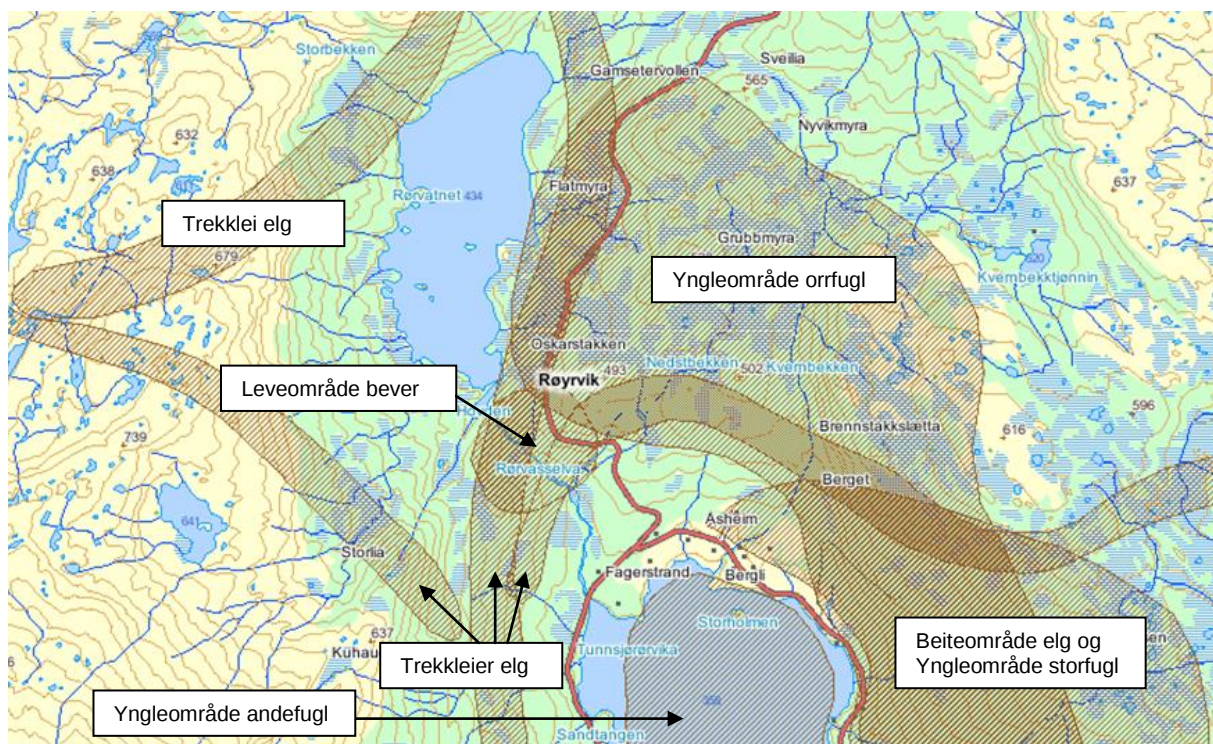 Storbekken
Sveilia
Gamsetervollen
565
632
Nyvikmyra
638
Rørvatnet 434
Flatmyra
637
Trekklei elg
Grubbmyra
679
Yngleområde orrfugl
520
Kvembekktjønnin
Oskarstakken
Nedstbekken
Kvembekken
493
502
Røyrvik
Leveområde bever
596
Brennstakkslætta
616
739
Rørvasselva
Berget
641
Åsheim
Storlia
Fagerstrand
Bergli
Storholmen
637
Tunnsjørørvika
Beiteområde elg og
Yngleområde storfugl
Trekkleier elg
Yngleområde andefugl
Sandtangen